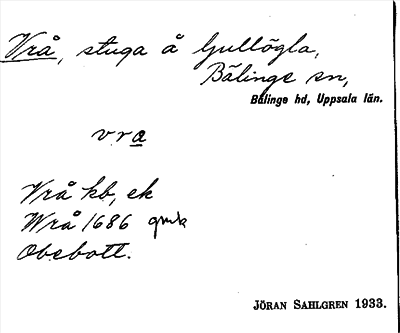 Vrå, stuga å Ljullögla,
Bälinge sn,
Bälinge hd, Uppsala län.
vra
Vrå kb, ek
Wrå 1686 gmk
Obebott.
JÖRAN SAHLGREN 1933.